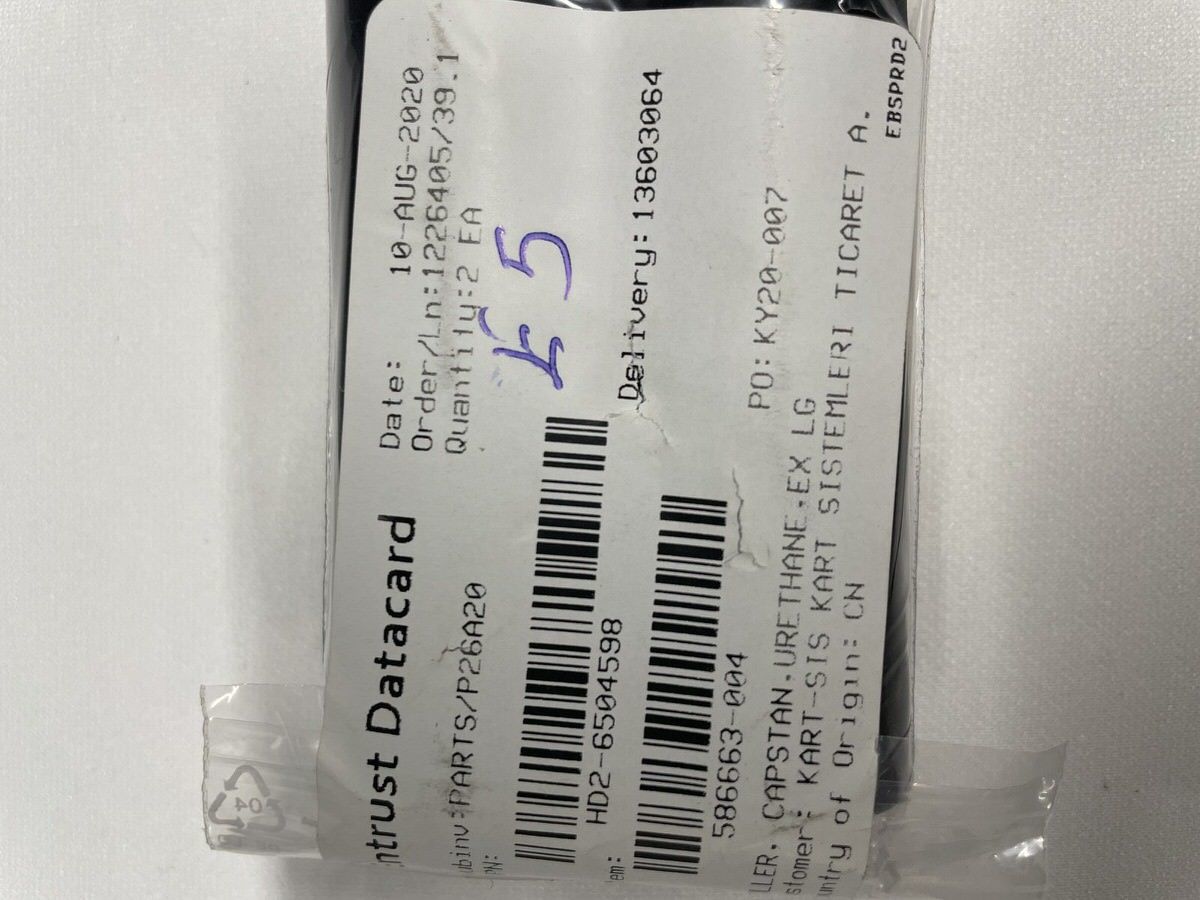 ntrust Datacard
Date: 10-AUG-2020
Order/Ln:1226405/39.1
Quantity:2 EA
ubinv:PARTS/P26A20
PN:
HD2-6504598
Delivery:13603064
em:
586663-004
PO: KY20-007
LLER, CAPSTAN,URETHANE,EX LG
stomer: KART-SIS KART SISTEMLERI TICARET A.
untry of Origin: CN
EBSPRD2
04